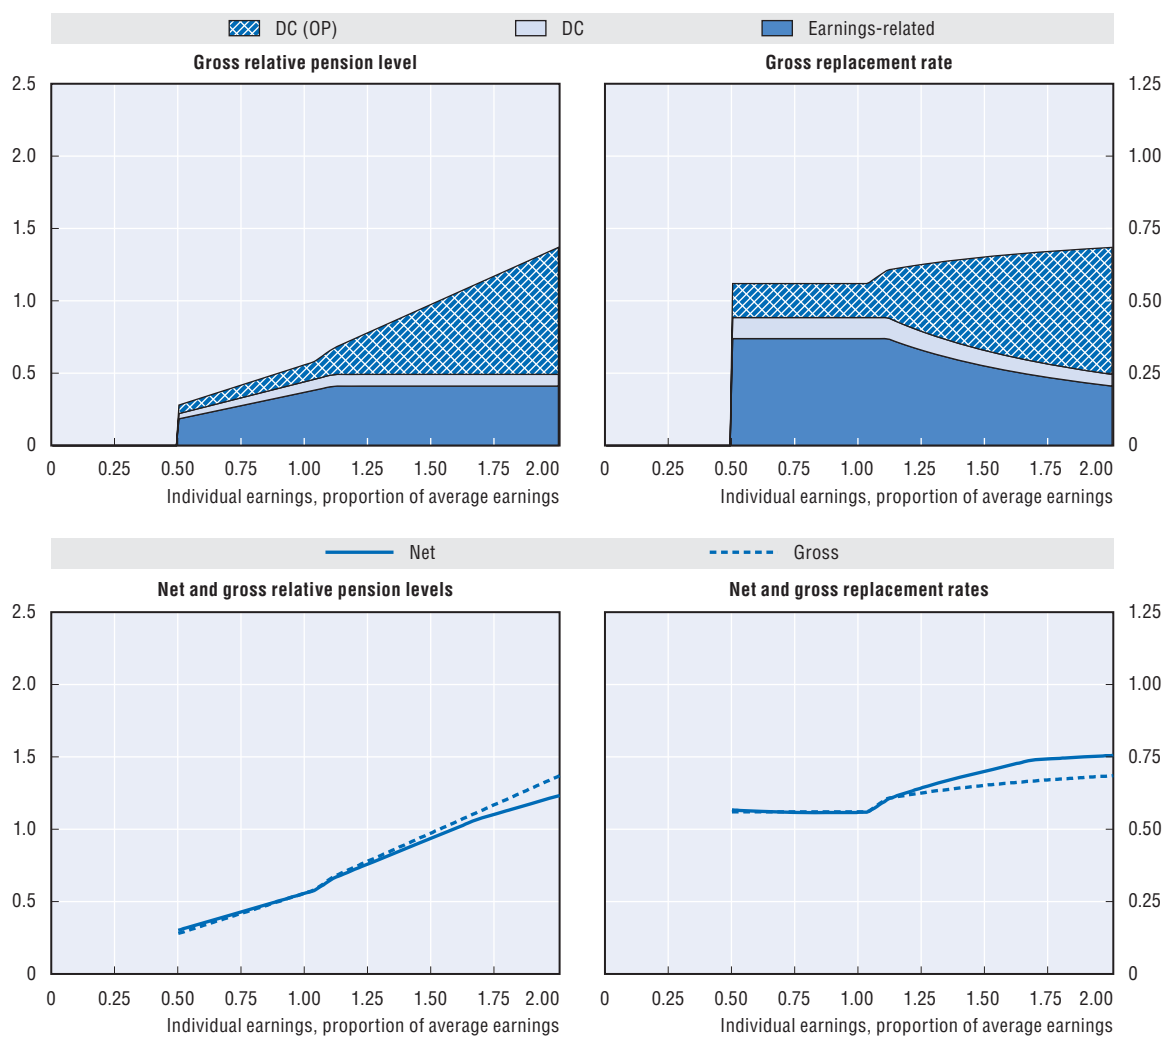 DC (OP) DC Earnings-related
Gross relative pension level
2.5
2.0
1.5
1.0
0.5
0
0 0.25 0.50 0.75 1.00 1.25 1.50 1.75 2.00
Individual earnings, proportion of average earnings
Gross replacement rate
1.25
1.00
0.75
0.50
0.25
0
0 0.25 0.50 0.75 1.00 1.25 1.50 1.75 2.00
Individual earnings, proportion of average earnings
Net Gross
Net and gross relative pension levels
2.5
2.0
1.5
1.0
0.5
0
0 0.25 0.50 0.75 1.00 1.25 1.50 1.75 2.00
Individual earnings, proportion of average earnings
Net and gross replacement rates
1.25
1.00
0.75
0.50
0.25
0
0 0.25 0.50 0.75 1.00 1.25 1.50 1.75 2.00
Individual earnings, proportion of average earnings